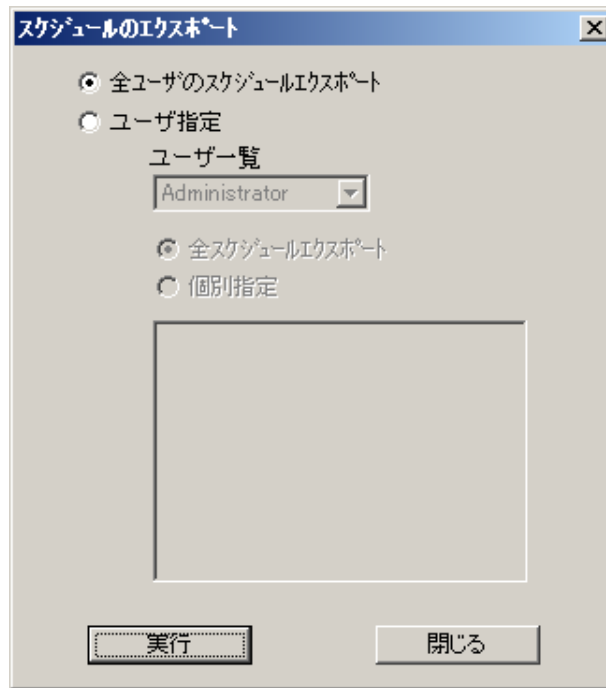 ｽｹｼﾞｭｰﾙのｴｸｽﾎﾟｰﾄ
全ﾕｰｻﾞのｽｹｼﾞｭｰﾙｴｸｽﾎﾟｰﾄ
ユーザ指定
ユーザ一覧
Administrator
全ｽｹｼﾞｭｰﾙｴｸｽﾎﾟｰﾄ
個別指定
実行
閉じる